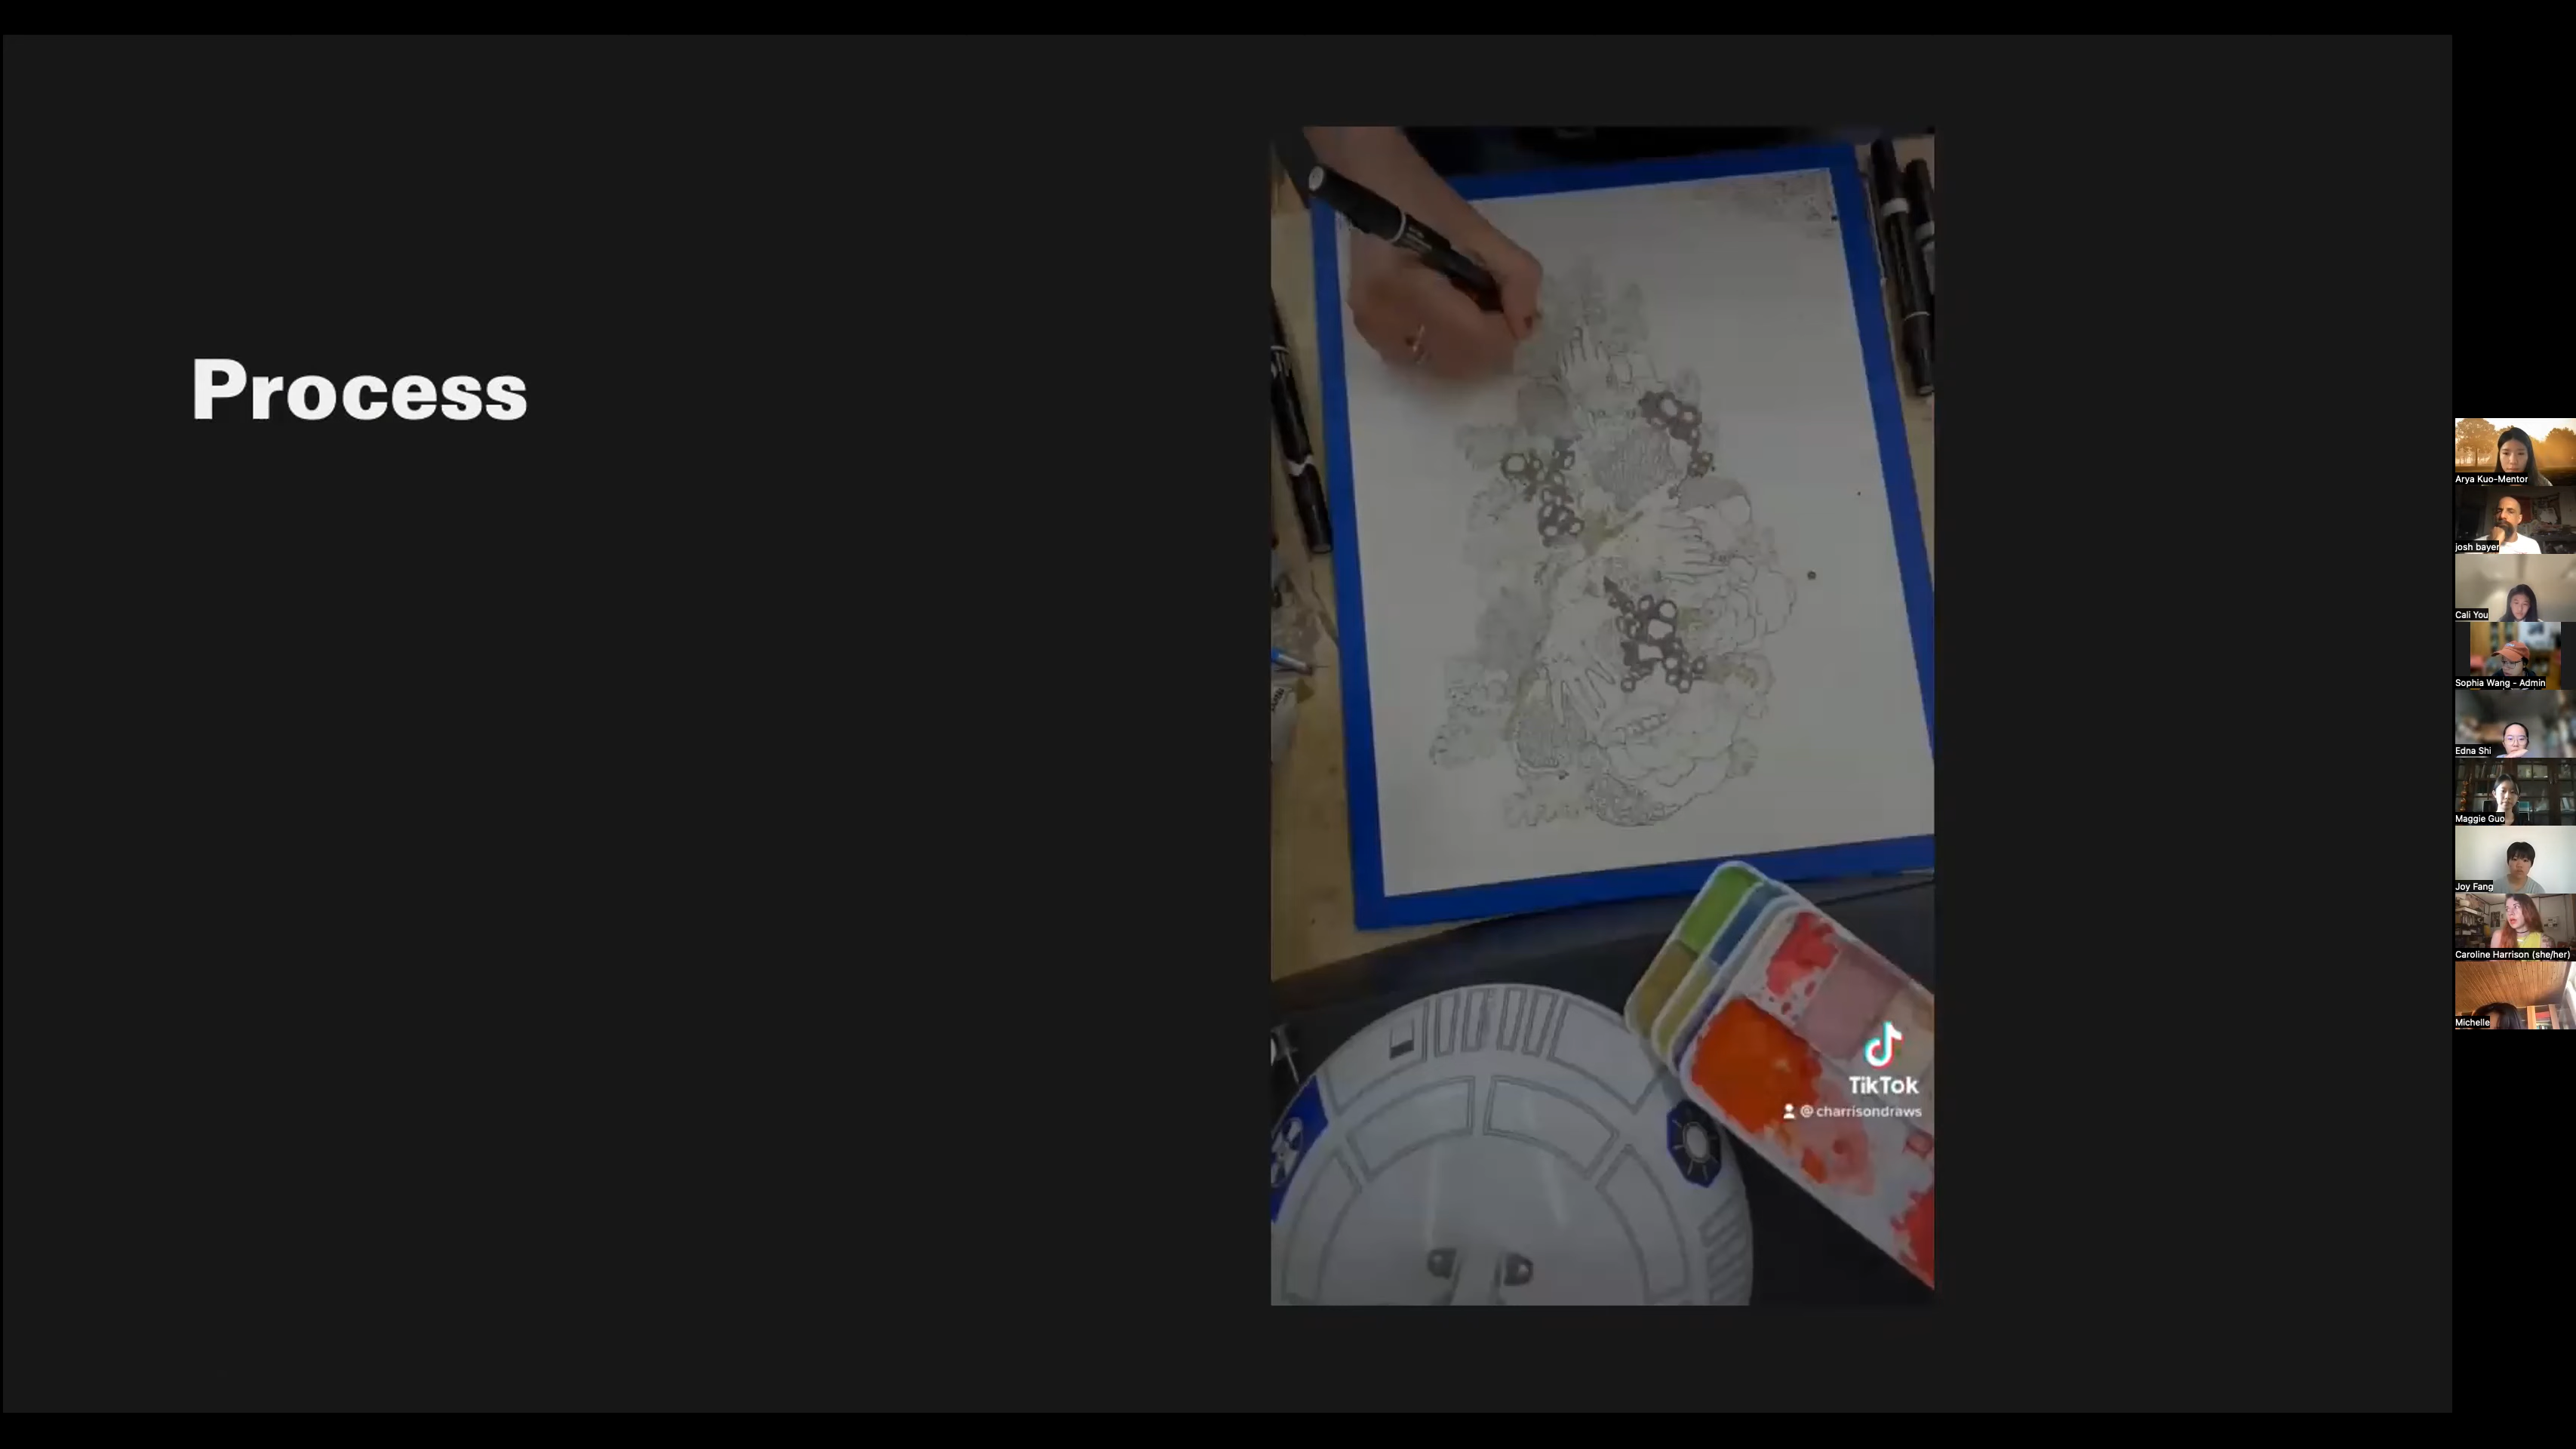 Process
TikTok
@charrisondraws
Arya Kuo-Mentor
josh bayer
Cali You
Sophia Wang - Admin
Edna Shi
Maggie Guo
Joy Fang
Caroline Harrison (she/her)
Michelle